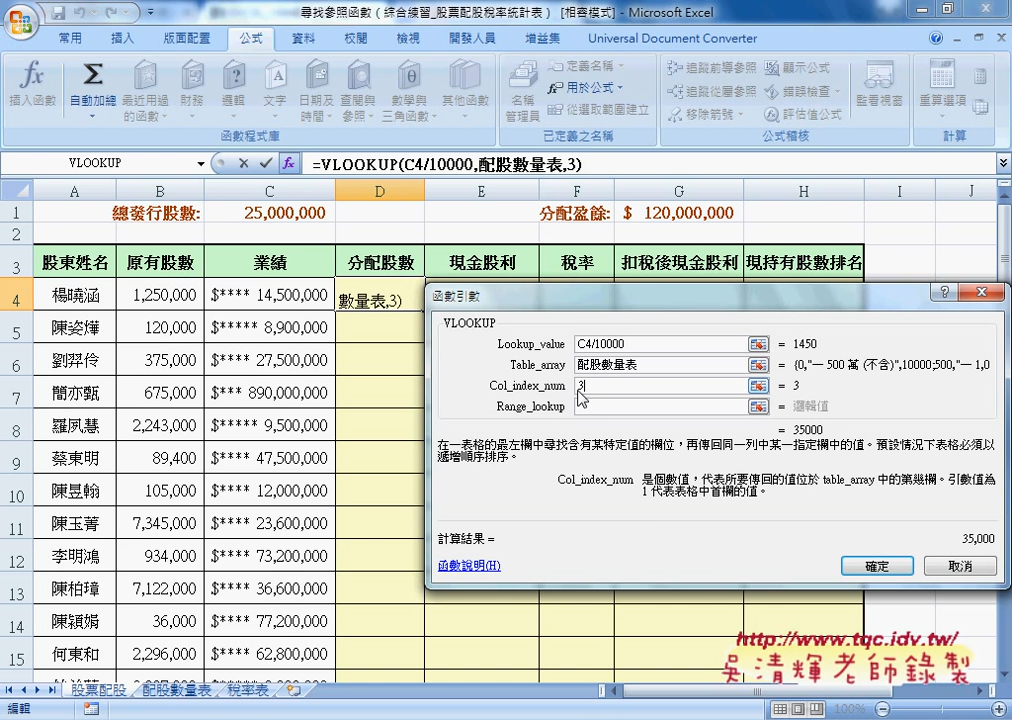 尋找參照函數（綜合練習_股票配股稅率統計表） [相容模式] - Microsoft Excel
常用 插入 版面配置 公式 資料 校閱 檢視 開發人員 增益集 Universal Document Converter
插入函數 自動加總 最近用過的函數 財務 邏輯 文字 日期及時間 查閱與參照 數學與三角函數 其他函數
函數程式庫
名稱管理員 定義名稱 用於公式 從選取範圍建立
已定義之名稱
追蹤前導參照 追蹤從屬參照 移除箭號 顯示公式 錯誤檢查 評估值公式 監看視窗
公式稽核
重算選項
計算
VLOOKUP =VLOOKUP(C4/10000,配股數量表,3)
A B C D E F G H I J
1 總發行股數: 25,000,000 分配盈餘: $ 120,000,000
2
3 股東姓名 原有股數 業績 分配股數 現金股利 稅率 扣稅後現金股利 現持有股數排名
4 楊曉涵 1,250,000 $**** 14,500,000 數量表,3)
5 陳姿燁 120,000 $***** 8,900,000
6 劉羿伶 375,000 $**** 27,500,000
7 簡亦甄 675,000 $*** 890,000,000
8 羅夙慧 2,243,000 $***** 9,500,000
9 蔡東明 89,400 $**** 47,500,000
10 陳昱翰 105,000 $**** 12,000,000
11 陳玉菁 7,345,000 $**** 23,600,000
12 李明鴻 934,000 $**** 73,200,000
13 陳柏璋 7,122,000 $**** 36,600,000
14 陳穎娟 36,000 $**** 77,200,000
15 何東和 2,296,000 $**** 62,800,000
函數引數
VLOOKUP
Lookup_value C4/10000 = 1450
Table_array 配股數量表 = {0,"一 500 萬 (不含)",10000;500,"一 1,0
Col_index_num 3 = 3
Range_lookup = 邏輯值
= 35000
在一表格的最左欄中尋找含有某特定值的欄位，再傳回同一列中某一指定欄中的值。預設情況下表格必須以
遞增順序排序。
Col_index_num 是個數值，代表所要傳回的值位於 table_array 中的第幾欄。引數值為
1 代表表格中首欄的值。
計算結果 = 35,000
函數說明(H) 確定 取消
http://www.tqc.idv.tw/
吳清輝老師錄製
股票配股 配股數量表 稅率表
編輯 100%